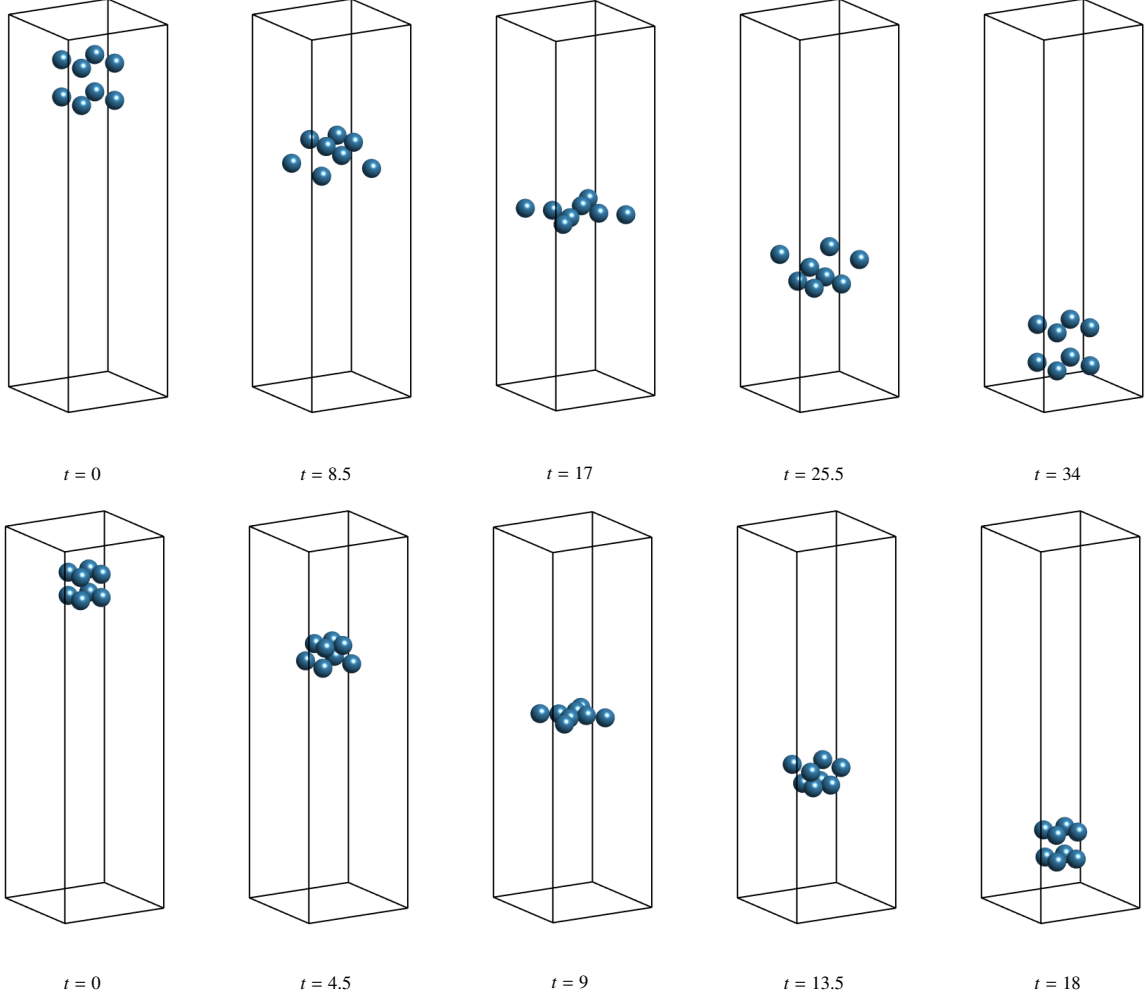 t = 0 t = 8.5 t = 17 t = 25.5 t = 34
t = 0 t = 4.5 t = 9 t = 13.5 t = 18